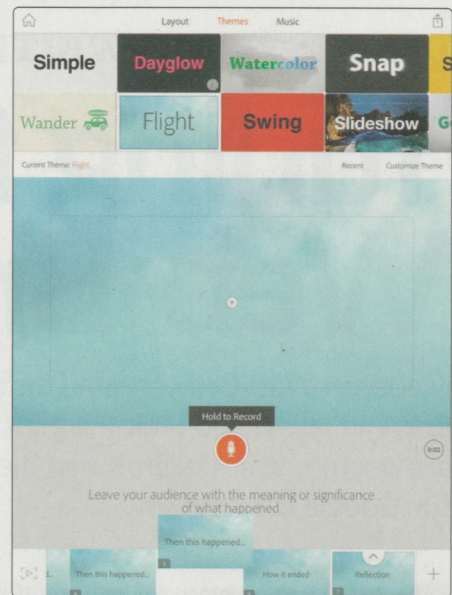 Layout Themes Music
Simple Dayglow Watercolor Snap S
Wander Flight Swing Slideshow G
Current Theme: Flight Recent Customize Theme
Hold to Record
0:02
Leave your audience with the meaning or significance
of what happened.
Then this happened...
Then this happened... How it ended Reflection
7